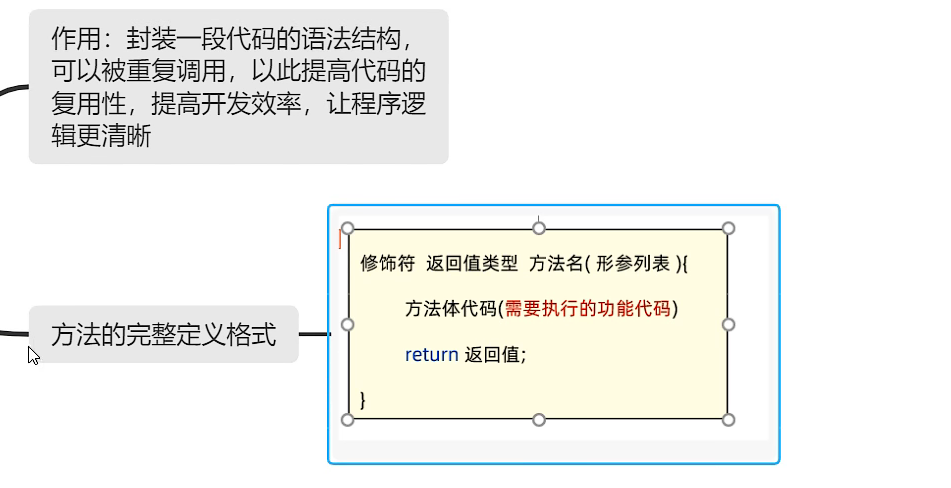 作用：封装一段代码的语法结构，
可以被重复调用，以此提高代码的
复用性，提高开发效率，让程序逻
辑更清晰
修饰符 返回值类型 方法名( 形参列表 ){
方法体代码(需要执行的功能代码)
方法的完整定义格式
return 返回值;
}